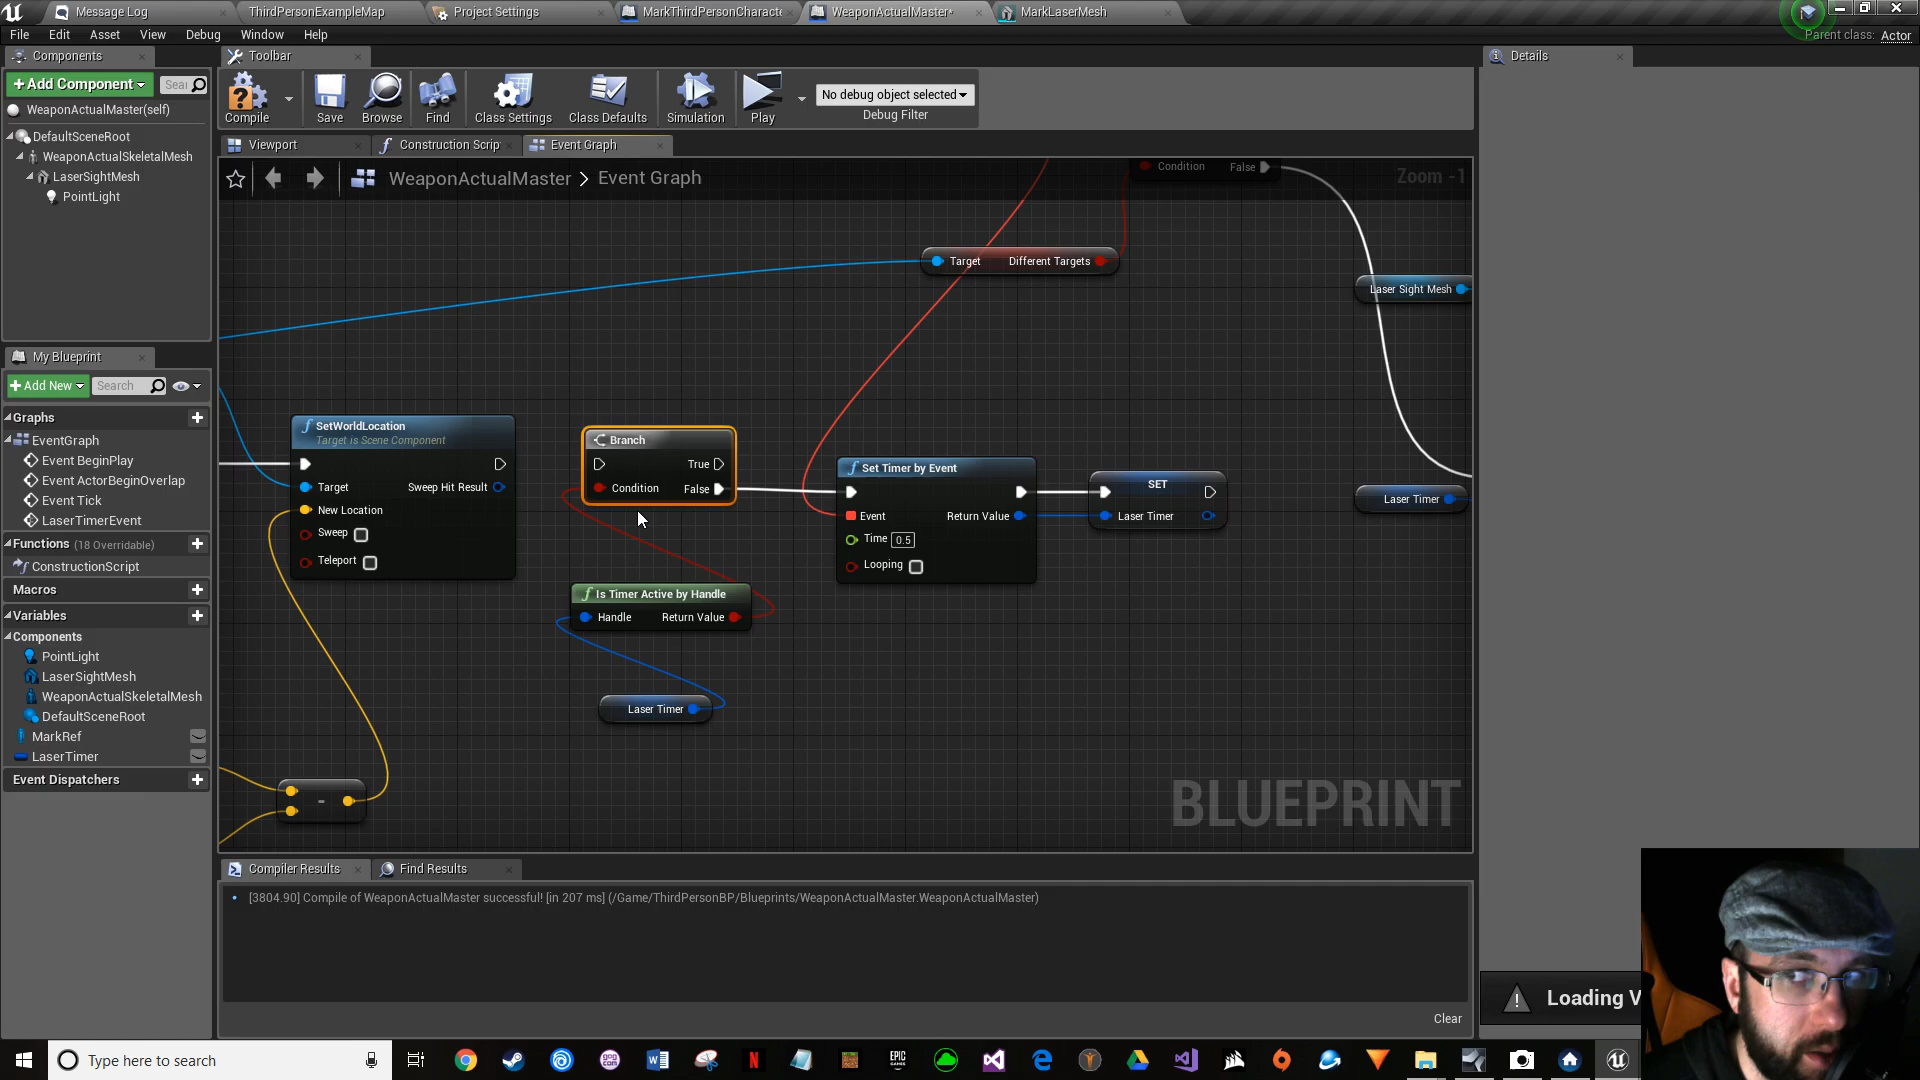 Message Log
ThirdPersonExampleMap
Project Settings
MarkThirdPersonCharacte
WeaponActualMaster*
MarkLaserMesh
File
Edit
Asset
View
Debug
Window
Help
Parent class: Actor
Components
Toolbar
Details
+Add Component
Sea
WeaponActualMaster(self)
DefaultSceneRoot
WeaponActualSkeletalMesh
LaserSightMesh
PointLight
Compile
Save
Browse
Find
Class Settings
Class Defaults
Simulation
Play
No debug object selected
Debug Filter
Viewport
Construction Scrip
Event Graph
WeaponActualMaster > Event Graph
Zoom -1
Condition
False
Target
Different Targets
Laser Sight Mesh
SetWorldLocation
Target is Scene Component
Target
Sweep Hit Result
New Location
Sweep
Teleport
Branch
True
Condition
False
Set Timer by Event
Event
Return Value
Time 0.5
Looping
SET
Laser Timer
Laser Timer
Is Timer Active by Handle
Handle
Return Value
Laser Timer
-
BLUEPRINT
My Blueprint
+Add New
Search
Graphs
EventGraph
Event BeginPlay
Event ActorBeginOverlap
Event Tick
LaserTimerEvent
Functions (18 Overridable)
ConstructionScript
Macros
Variables
Components
PointLight
LaserSightMesh
WeaponActualSkeletalMesh
DefaultSceneRoot
MarkRef
LaserTimer
Event Dispatchers
Compiler Results
Find Results
[3804.90] Compile of WeaponActualMaster successful! [in 207 ms] (/Game/ThirdPersonBP/Blueprints/WeaponActualMaster.WeaponActualMaster)
Clear
Loading V
Type here to search
gog.com
EPIC GAMES